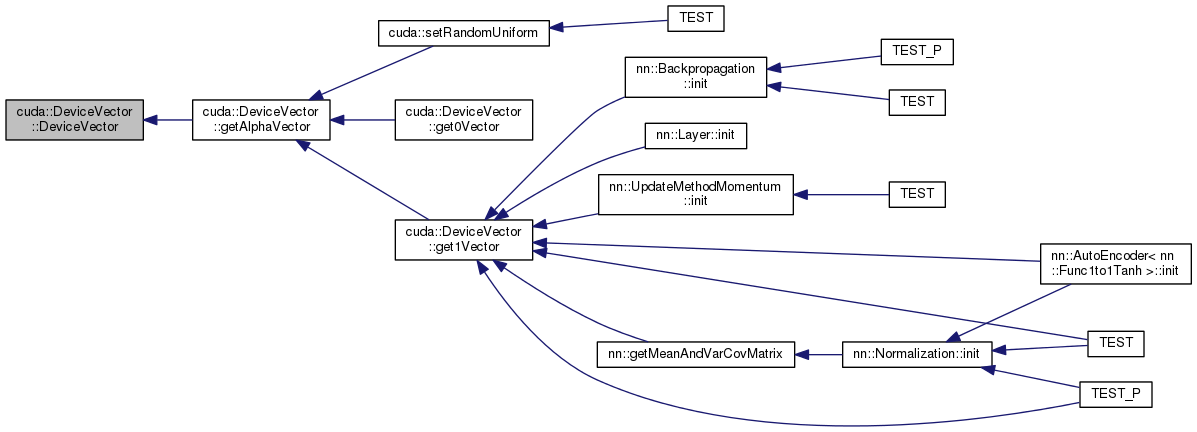 cuda::DeviceVector
::DeviceVector
cuda::DeviceVector
::getAlphaVector
cuda::setRandomUniform
TEST
cuda::DeviceVector
::get0Vector
cuda::DeviceVector
::get1Vector
nn::Backpropagation
::init
TEST_P
TEST
nn::Layer::init
nn::UpdateMethodMomentum
::init
TEST
nn::AutoEncoder< nn
::Func1to1Tanh >::init
nn::getMeanAndVarCovMatrix
nn::Normalization::init
TEST
TEST_P